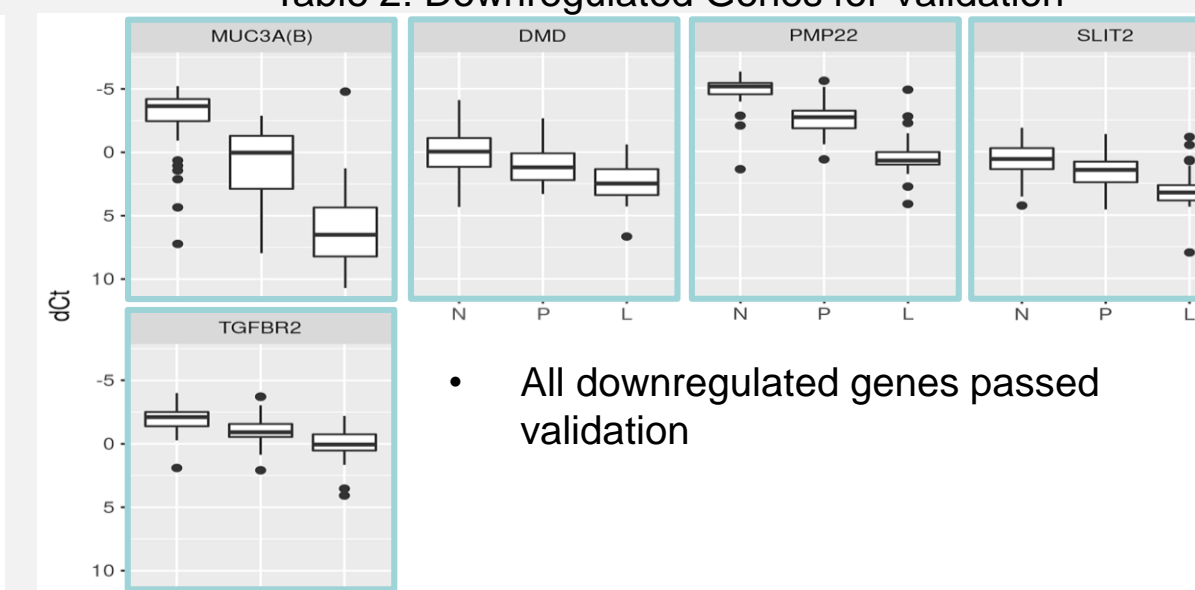 Table 2. Downregulated Genes for Validation
MUC3A(B)
DMD
PMP22
SLIT2
-5
0
5
10
dCt
N P L
N P L
N P L
TGFBR2
-5
0
5
10
• All downregulated genes passed
validation